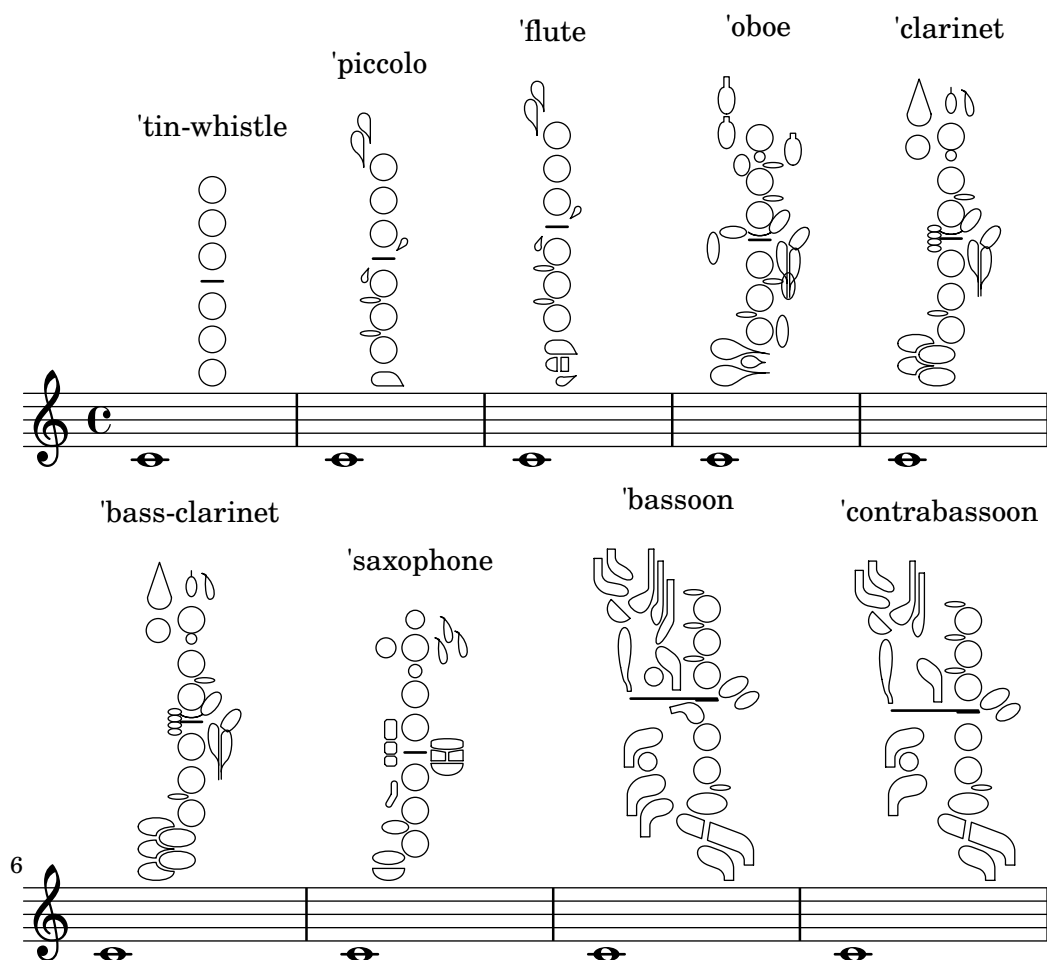 'tin-whistle
'piccolo
'flute
'oboe
'clarinet
'bass-clarinet
'saxophone
'bassoon
'contrabassoon
6